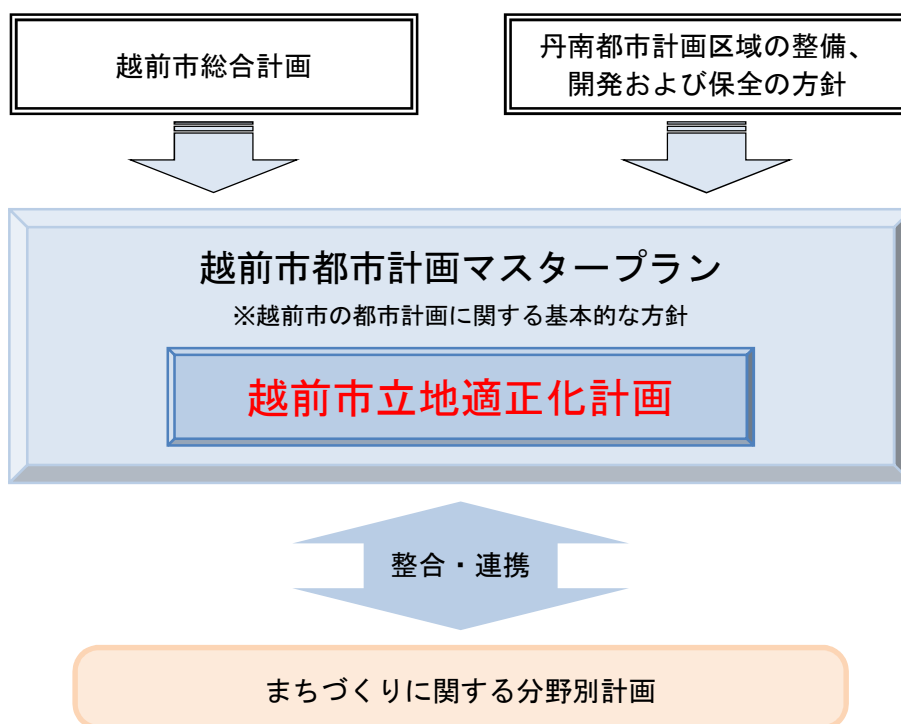 越前市総合計画
丹南都市計画区域の整備、
開発および保全の方針
越前市都市計画マスタープラン
※越前市の都市計画に関する基本的な方針
越前市立地適正化計画
整合・連携
まちづくりに関する分野別計画